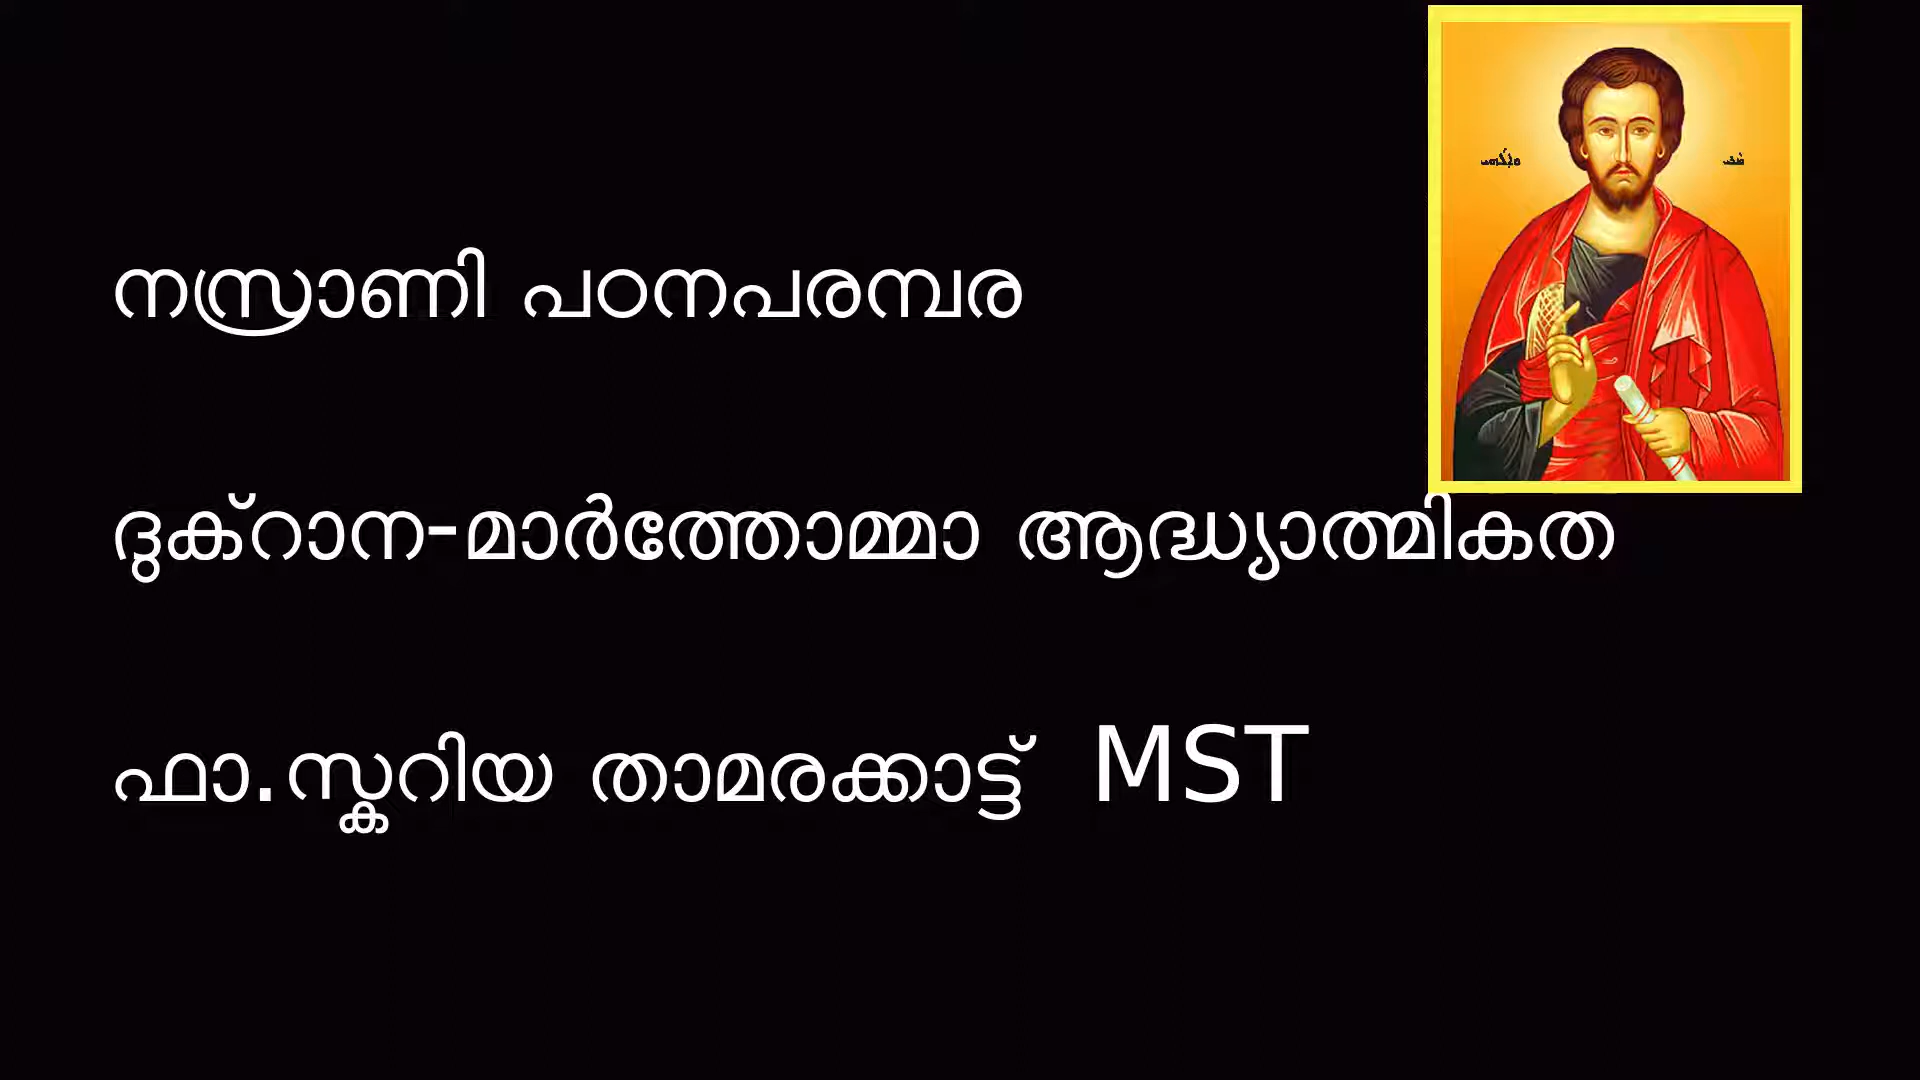 നസ്രാണി പഠനപരമ്പര
ദുക്റാന-മാർത്തോമ്മാ ആദ്ധ്യാത്മികത
ഫാ.സ്കറിയ താമരക്കാട്ട് MST